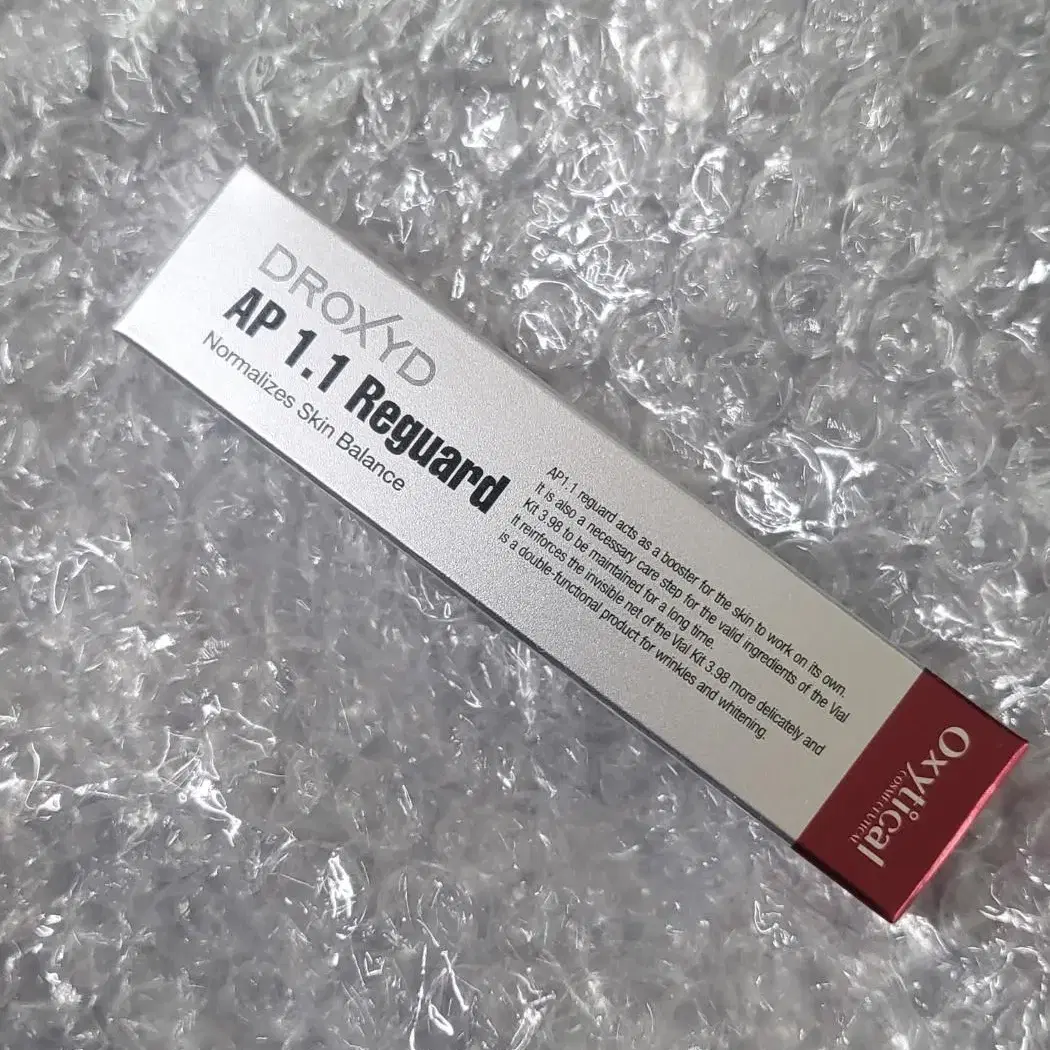 DROXYD
AP 1.1 Reguard
Normalizes Skin Balance
AP1.1 reguard acts as a booster for the skin to work on its own.
It is also a necessary care step for the valid ingredients of the Vial
Kit 3.98 to be maintained for a long time.
It reinforces the invisible net of the Vial Kit 3.98 more delicately and
is a double-functional product for wrinkles and whitening.
Oxytical
COSMECEUTICAL